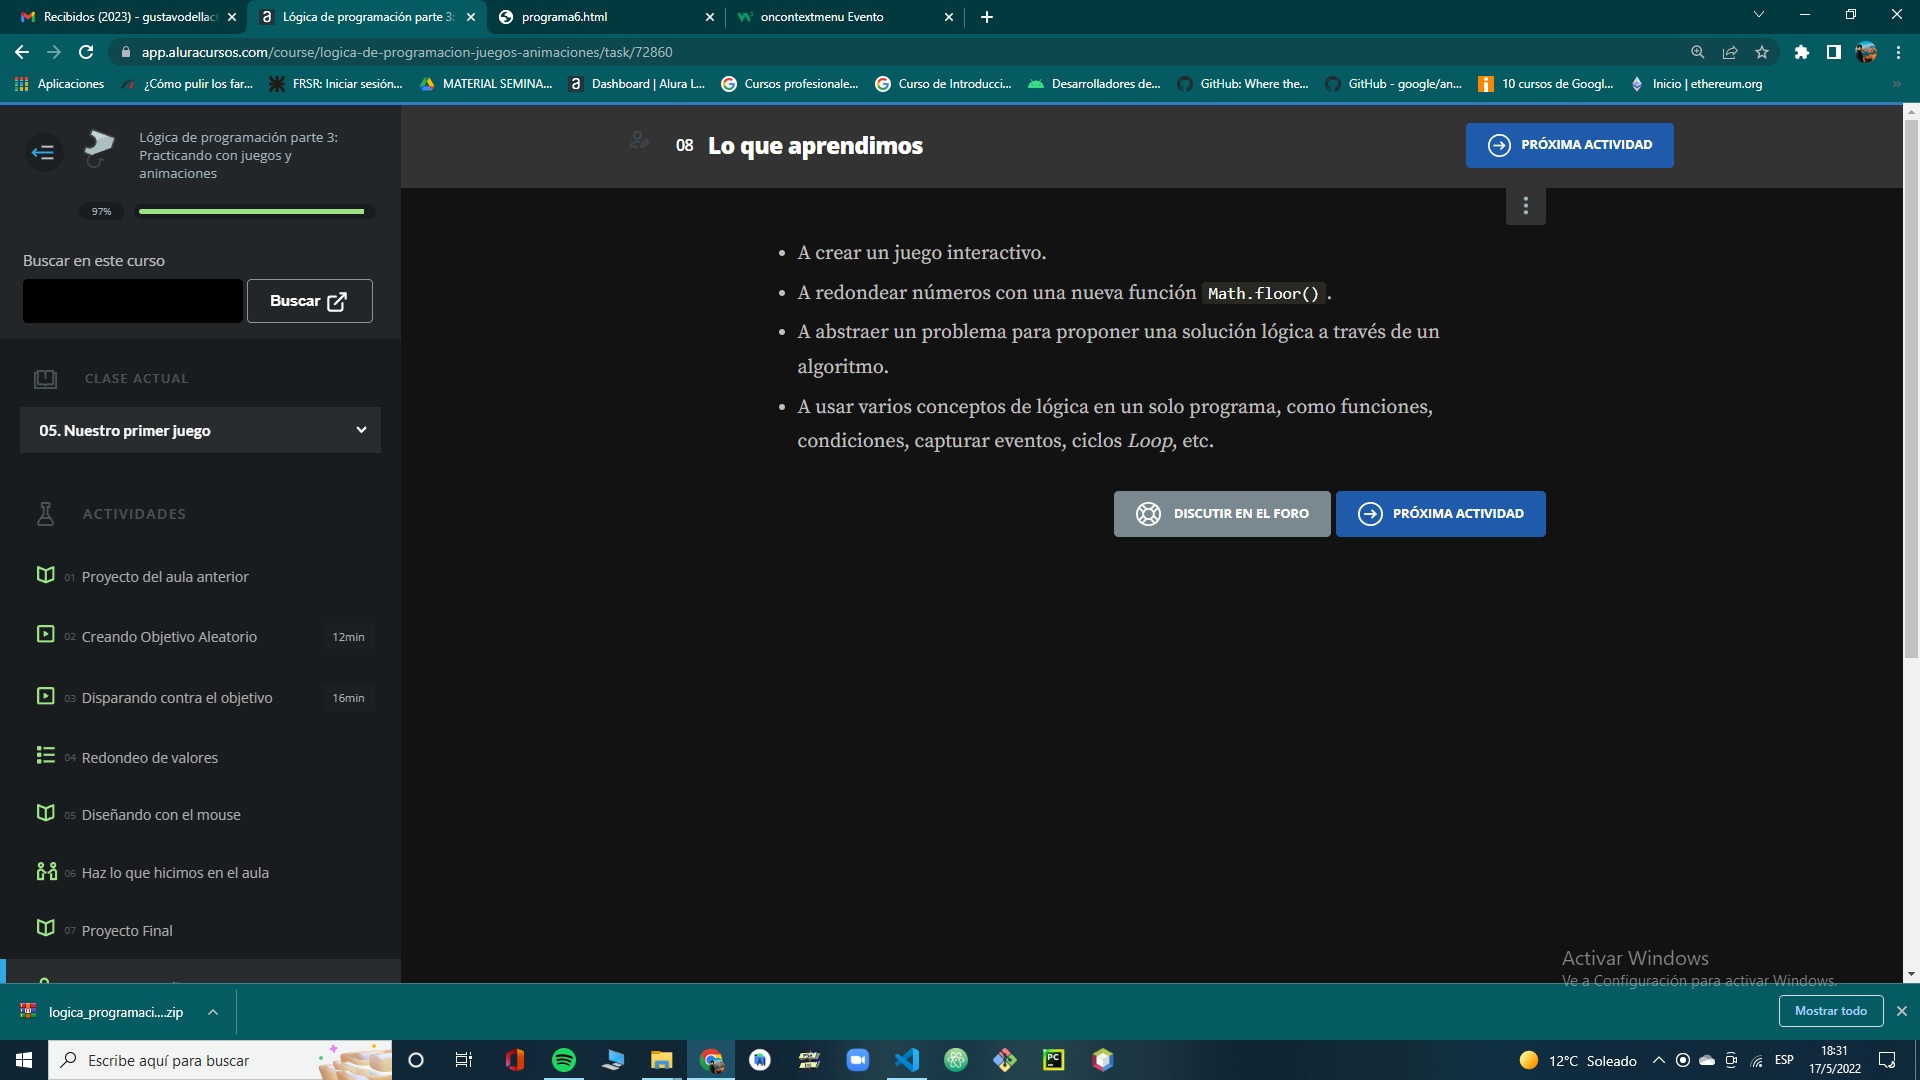 Recibidos (2023) - gustavodellac
Lógica de programación parte 3:
programa6.html
oncontextmenu Evento
app.aluracursos.com/course/logica-de-programacion-juegos-animaciones/task/72860
Aplicaciones
¿Cómo pulir los far...
FRSR: Iniciar sesión...
MATERIAL SEMINA...
Dashboard | Alura L...
Cursos profesionale...
Curso de Introducci...
Desarrolladores de...
GitHub: Where the...
GitHub - google/an...
10 cursos de Googl...
Inicio | ethereum.org
»
Lógica de programación parte 3:
Practicando con juegos y
animaciones
97%
Buscar en este curso
Buscar
CLASE ACTUAL
05. Nuestro primer juego
ACTIVIDADES
01 Proyecto del aula anterior
02 Creando Objetivo Aleatorio 12min
03 Disparando contra el objetivo 16min
04 Redondeo de valores
05 Diseñando con el mouse
06 Haz lo que hicimos en el aula
07 Proyecto Final
08 Lo que aprendimos
PRÓXIMA ACTIVIDAD
• A crear un juego interactivo.
• A redondear números con una nueva función Math.floor() .
• A abstraer un problema para proponer una solución lógica a través de un
algoritmo.
• A usar varios conceptos de lógica en un solo programa, como funciones,
condiciones, capturar eventos, ciclos Loop, etc.
DISCUTIR EN EL FORO
PRÓXIMA ACTIVIDAD
Activar Windows
Ve a Configuración para activar Windows.
logica_programaci....zip
Mostrar todo
Escribe aquí para buscar
12°C Soleado
ESP
18:31
17/5/2022